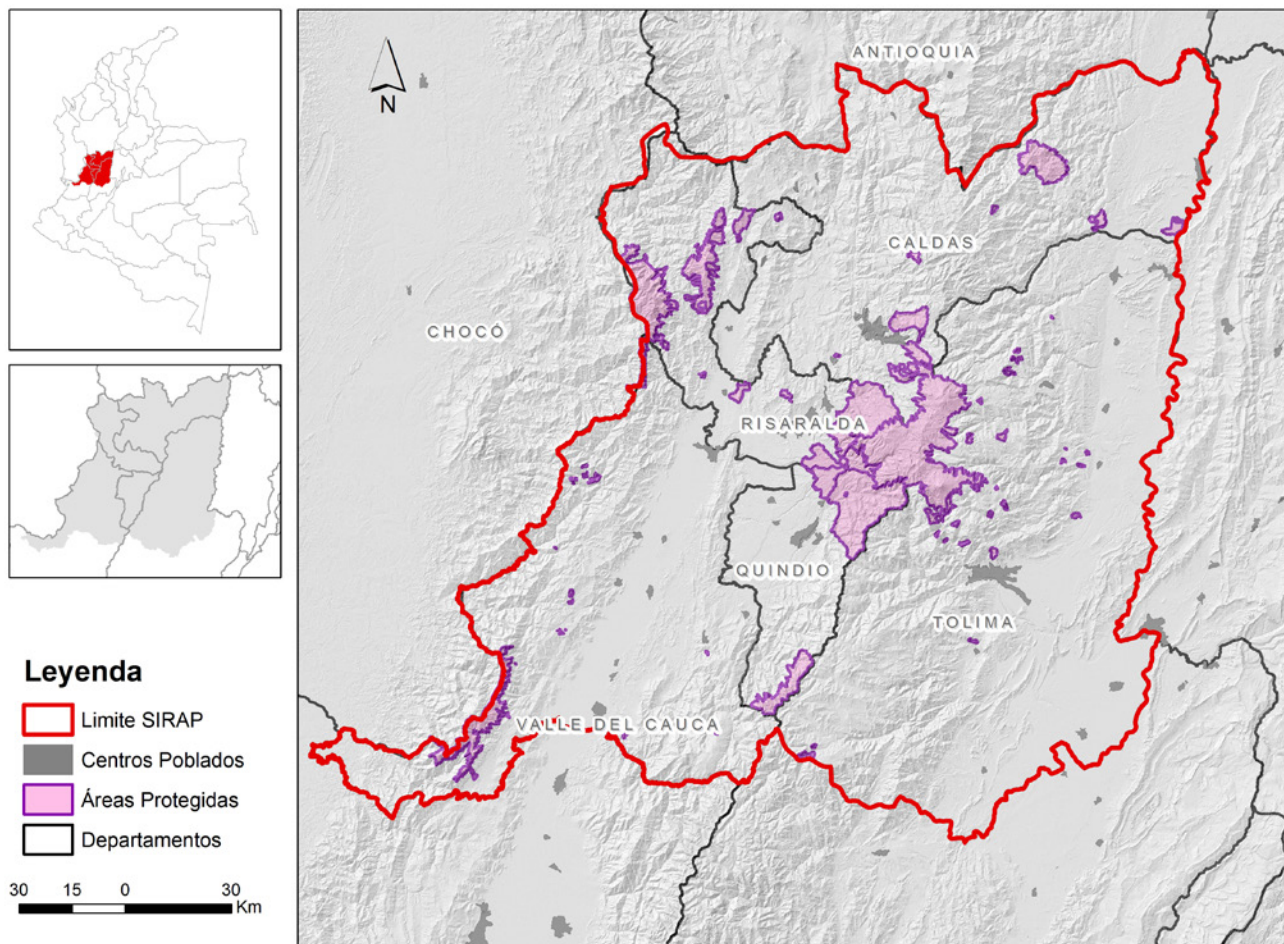 N
ANTIOQUIA
CALDAS
CHOCÓ
RISARALDA
QUINDIO
TOLIMA
VALLE DEL CAUCA
Leyenda
Limite SIRAP
Centros Poblados
Áreas Protegidas
Departamentos
30 15 0 30
Km